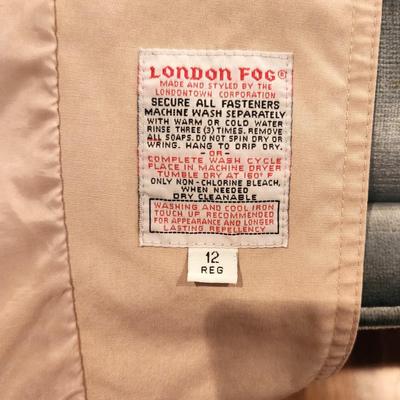 LONDON FOG®
MADE AND STYLED BY THE
LONDONTOWN CORPORATION
SECURE ALL FASTENERS
MACHINE WASH SEPARATELY
WITH WARM OR COLD WATER
RINSE THREE (3) TIMES. REMOVE
ALL SOAPS. DO NOT SPIN DRY OR
WRING. HANG TO DRIP DRY.
-OR-
COMPLETE WASH CYCLE
PLACE IN MACHINE DRYER
TUMBLE DRY AT 160° F
ONLY NON-CHLORINE BLEACH,
WHEN NEEDED
DRY CLEANABLE
WASHING AND COOL IRON
TOUCH UP RECOMMENDED
FOR APPEARANCE AND LONGER
LASTING REPELLENCY
12
REG